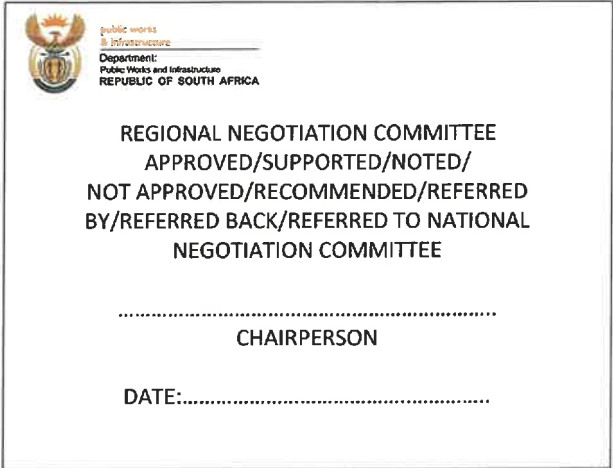 public works
& infrastructure
Department:
Public Works and Infrastructure
REPUBLIC OF SOUTH AFRICA
REGIONAL NEGOTIATION COMMITTEE
APPROVED/SUPPORTED/NOTED/
NOT APPROVED/RECOMMENDED/REFERRED
BY/REFERRED BACK/REFERRED TO NATIONAL
NEGOTIATION COMMITTEE
................................................................
CHAIRPERSON
DATE:....................................................